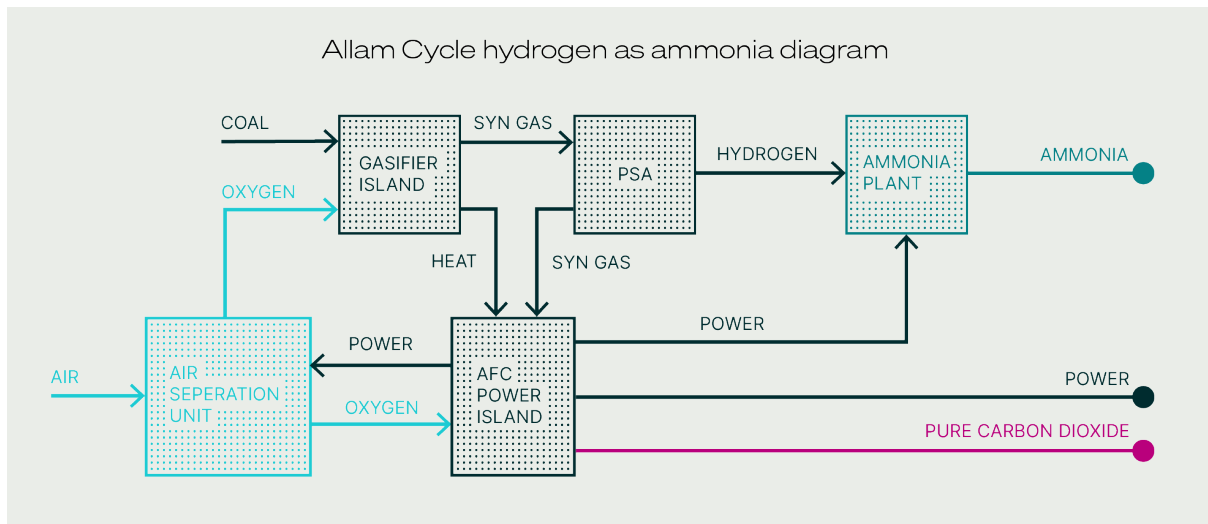 Allam Cycle hydrogen as ammonia diagram
COAL
SYN GAS
GASIFIER
ISLAND
PSA
HYDROGEN
AMMONIA
PLANT
AMMONIA
OXYGEN
HEAT
SYN GAS
POWER
POWER
AIR
AIR
SEPERATION
UNIT
OXYGEN
AFC
POWER
ISLAND
POWER
PURE CARBON DIOXIDE